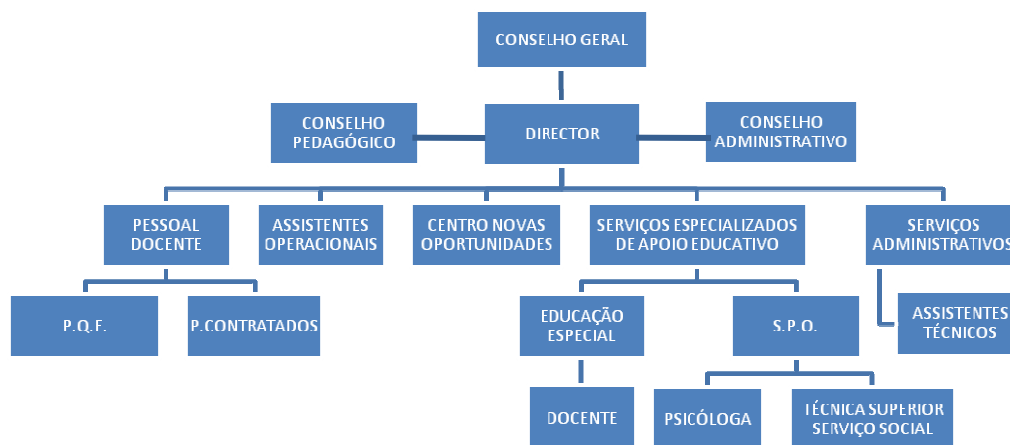 CONSELHO GERAL
CONSELHO
PEDAGÓGICO
DIRECTOR
CONSELHO
ADMINISTRATIVO
PESSOAL
DOCENTE
ASSISTENTES
OPERACIONAIS
CENTRO NOVAS
OPORTUNIDADES
SERVIÇOS ESPECIALIZADOS
DE APOIO EDUCATIVO
SERVIÇOS
ADMINISTRATIVOS
P.Q.E.
P.CONTRATADOS
EDUCAÇÃO
ESPECIAL
S.P.O.
ASSISTENTES
TÉCNICOS
DOCENTE
PSICÓLOGA
TÉCNICA SUPERIOR
SERVIÇO SOCIAL